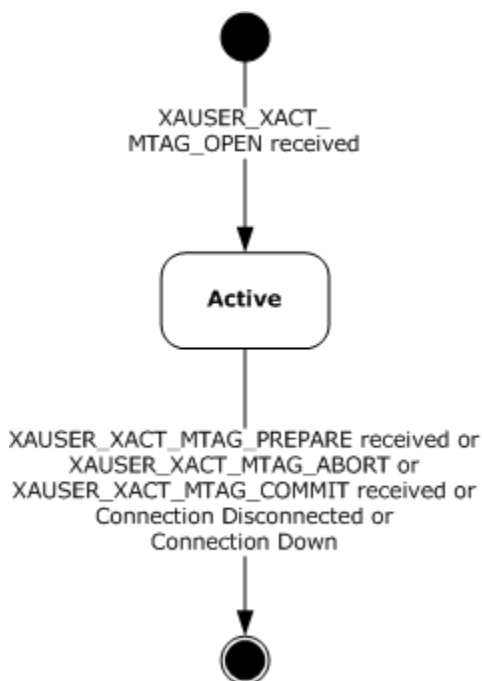 XAUSER_XACT_
MTAG_OPEN received
Active
XAUSER_XACT_MTAG_PREPARE received or
XAUSER_XACT_MTAG_ABORT or
XAUSER_XACT_MTAG_COMMIT received or
Connection Disconnected or
Connection Down